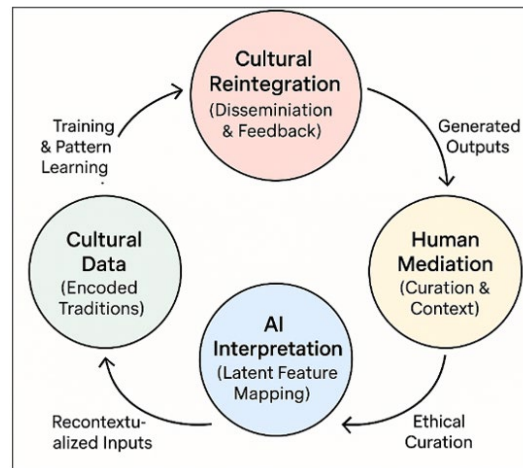 Cultural
Reintegration
(Disseminiation
& Feedback)
Training
& Pattern
Learning
Generated
Outputs
Cultural
Data
(Encoded
Traditions)
Human
Mediation
(Curation &
Context)
AI
Interpretation
(Latent Feature
Mapping)
Recontextu-
alized Inputs
Ethical
Curation